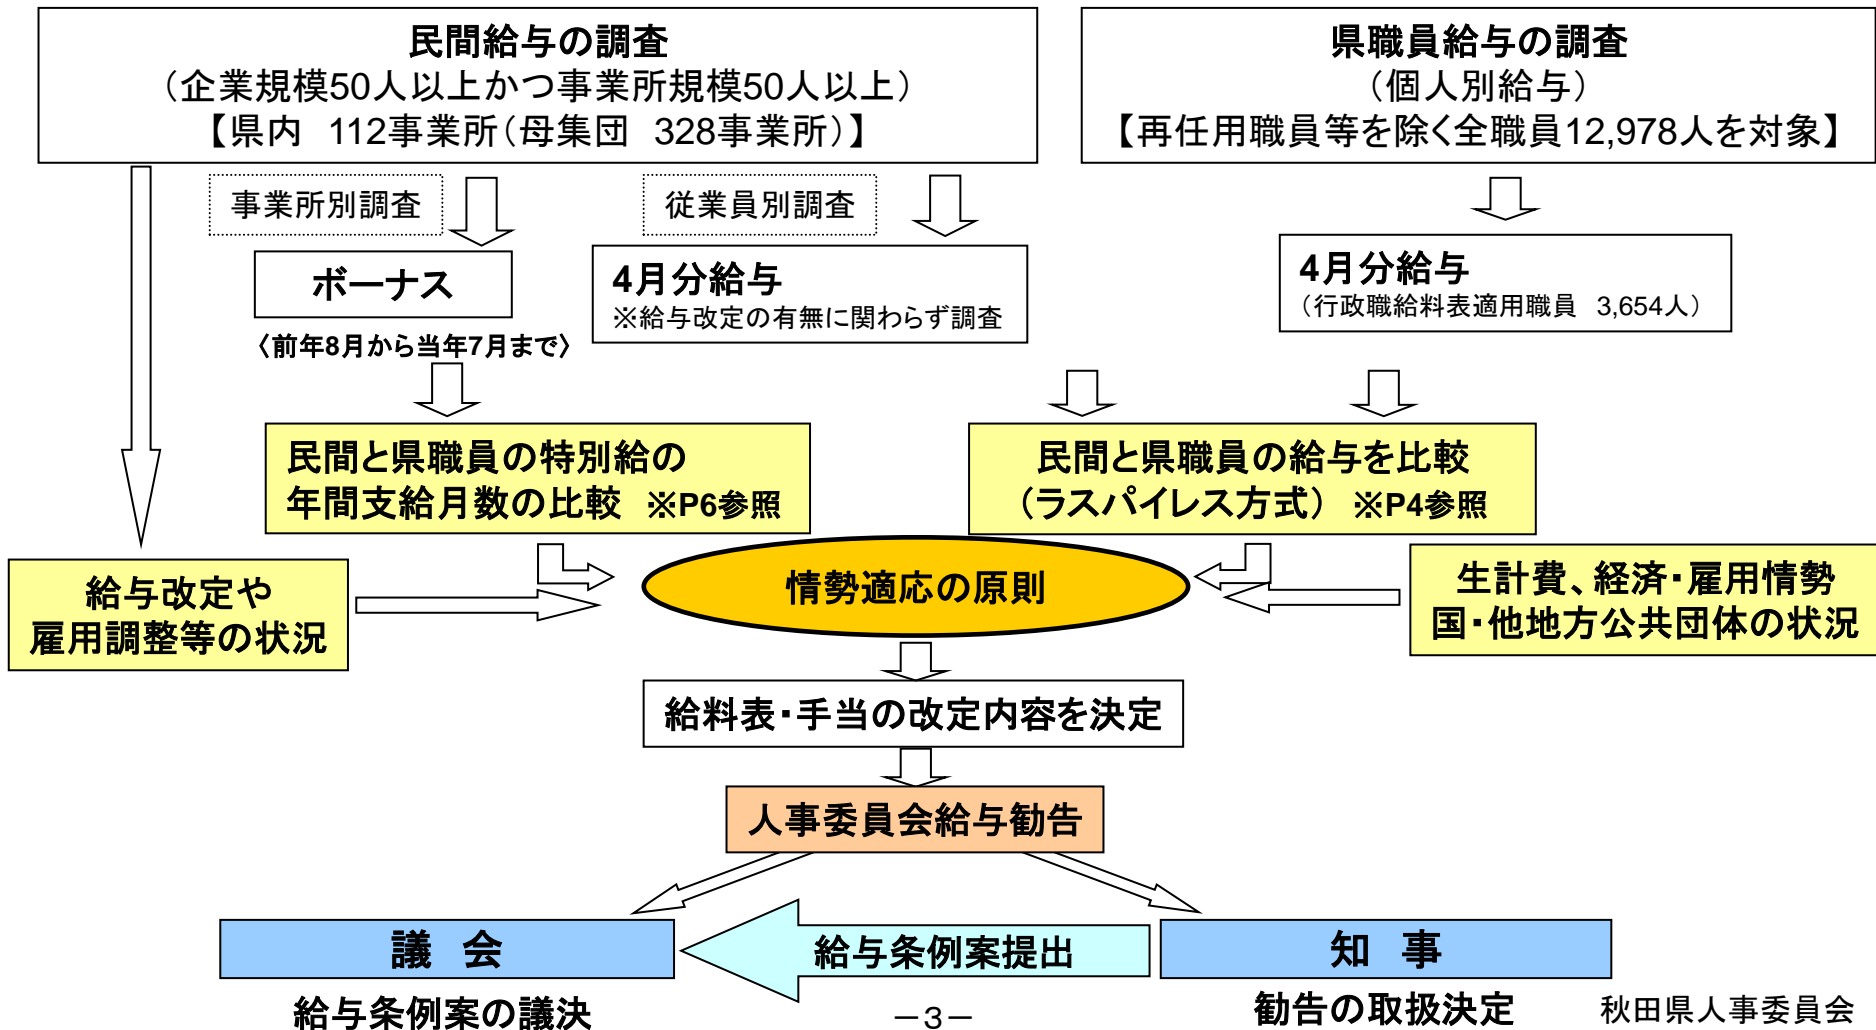 民間給与の調査
（企業規模50人以上かつ事業所規模50人以上）
【県内　112事業所（母集団　328事業所）】
県職員給与の調査
（個人別給与）
【再任用職員等を除く全職員12,978人を対象】
事業所別調査
従業員別調査
ボーナス
〈前年8月から当年7月まで〉
4月分給与
※給与改定の有無に関わらず調査
4月分給与
（行政職給料表適用職員　3,654人）
民間と県職員の特別給の
年間支給月数の比較　※P6参照
民間と県職員の給与を比較
（ラスパイレス方式）　※P4参照
給与改定や
雇用調整等の状況
情勢適応の原則
生計費、経済・雇用情勢
国・他地方公共団体の状況
給料表・手当の改定内容を決定
人事委員会給与勧告
議　会
給与条例案提出
知　事
給与条例案の議決
－3－
勧告の取扱決定
秋田県人事委員会